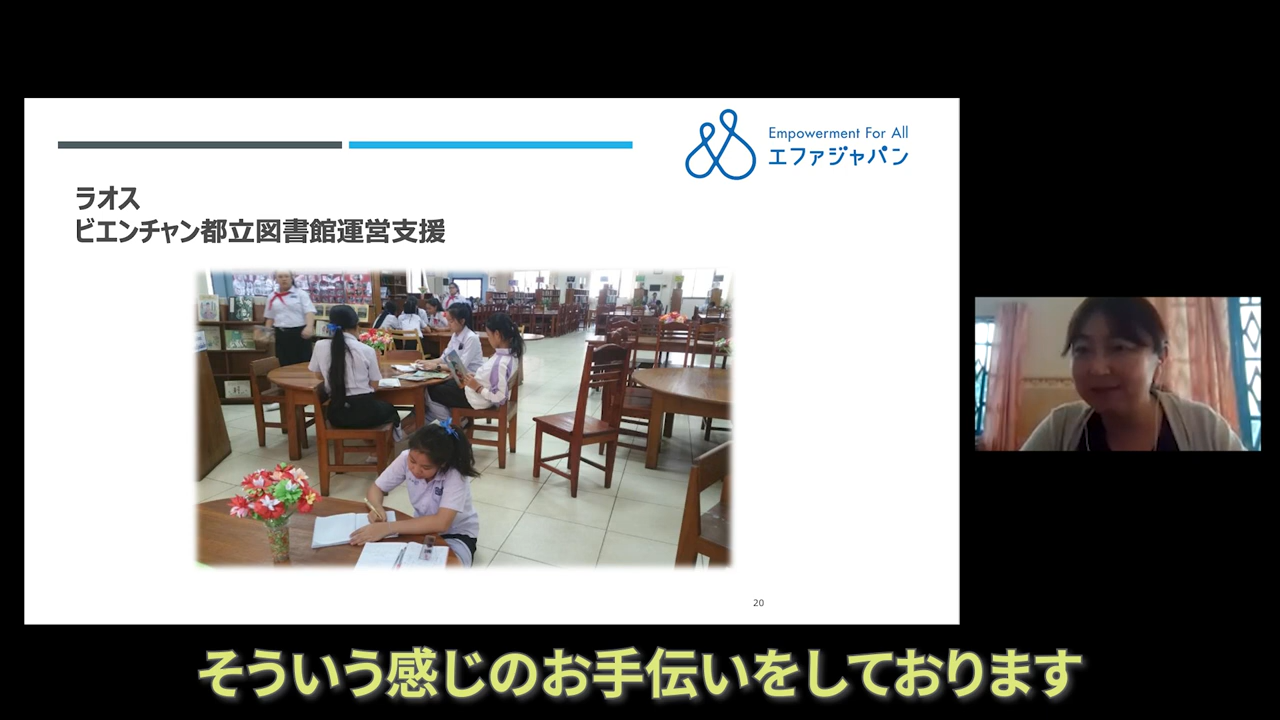 Empowerment For All
エファジャパン
ラオス
ビエンチャン都立図書館運営支援
20
そういう感じのお手伝いをしております